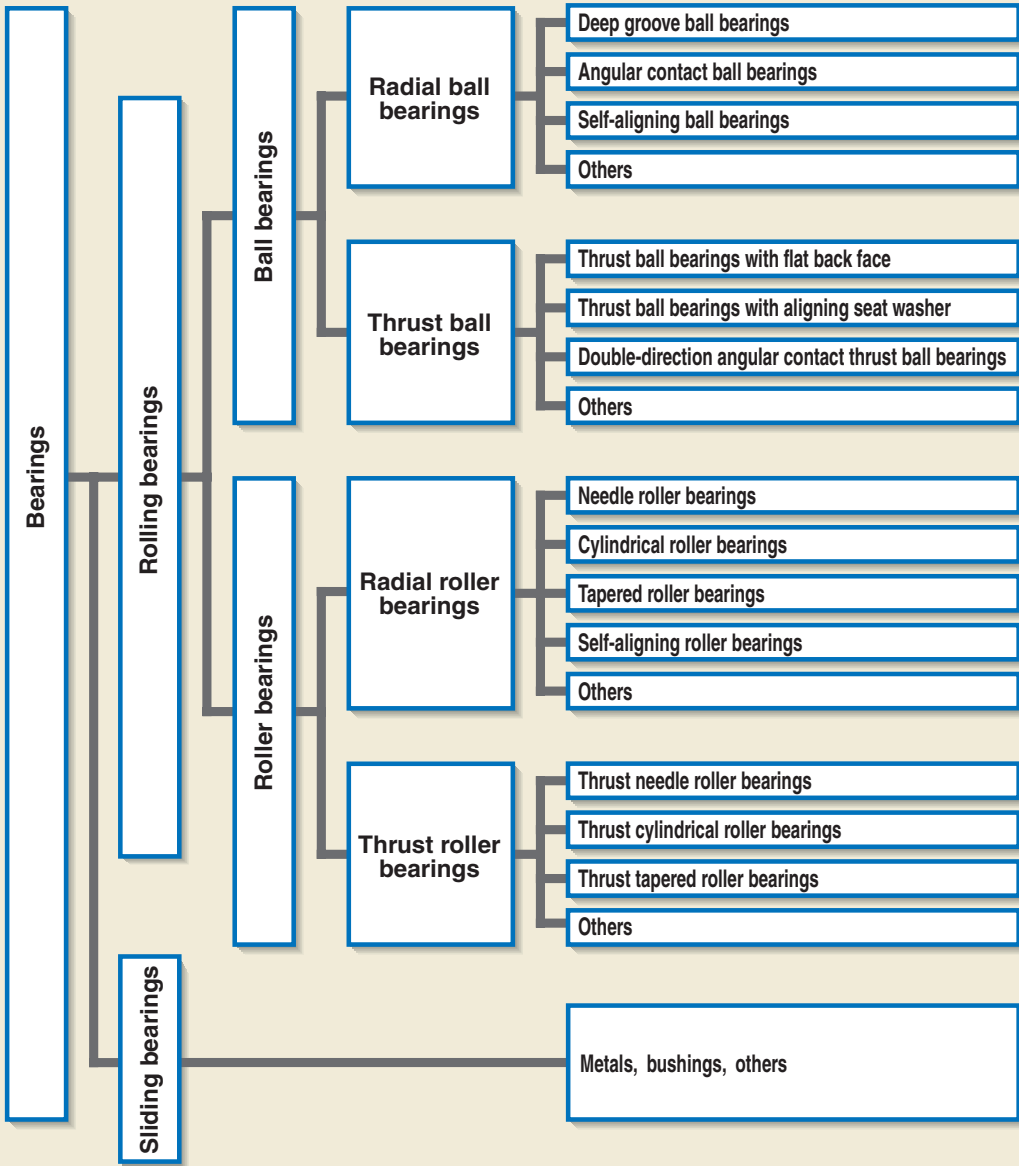 Bearings
Rolling bearings
Ball bearings
Radial ball
bearings
Deep groove ball bearings
Angular contact ball bearings
Self-aligning ball bearings
Others
Thrust ball
bearings
Thrust ball bearings with flat back face
Thrust ball bearings with aligning seat washer
Double-direction angular contact thrust ball bearings
Others
Roller bearings
Radial roller
bearings
Needle roller bearings
Cylindrical roller bearings
Tapered roller bearings
Self-aligning roller bearings
Others
Thrust roller
bearings
Thrust needle roller bearings
Thrust cylindrical roller bearings
Thrust tapered roller bearings
Others
Sliding bearings
Metals, bushings, others